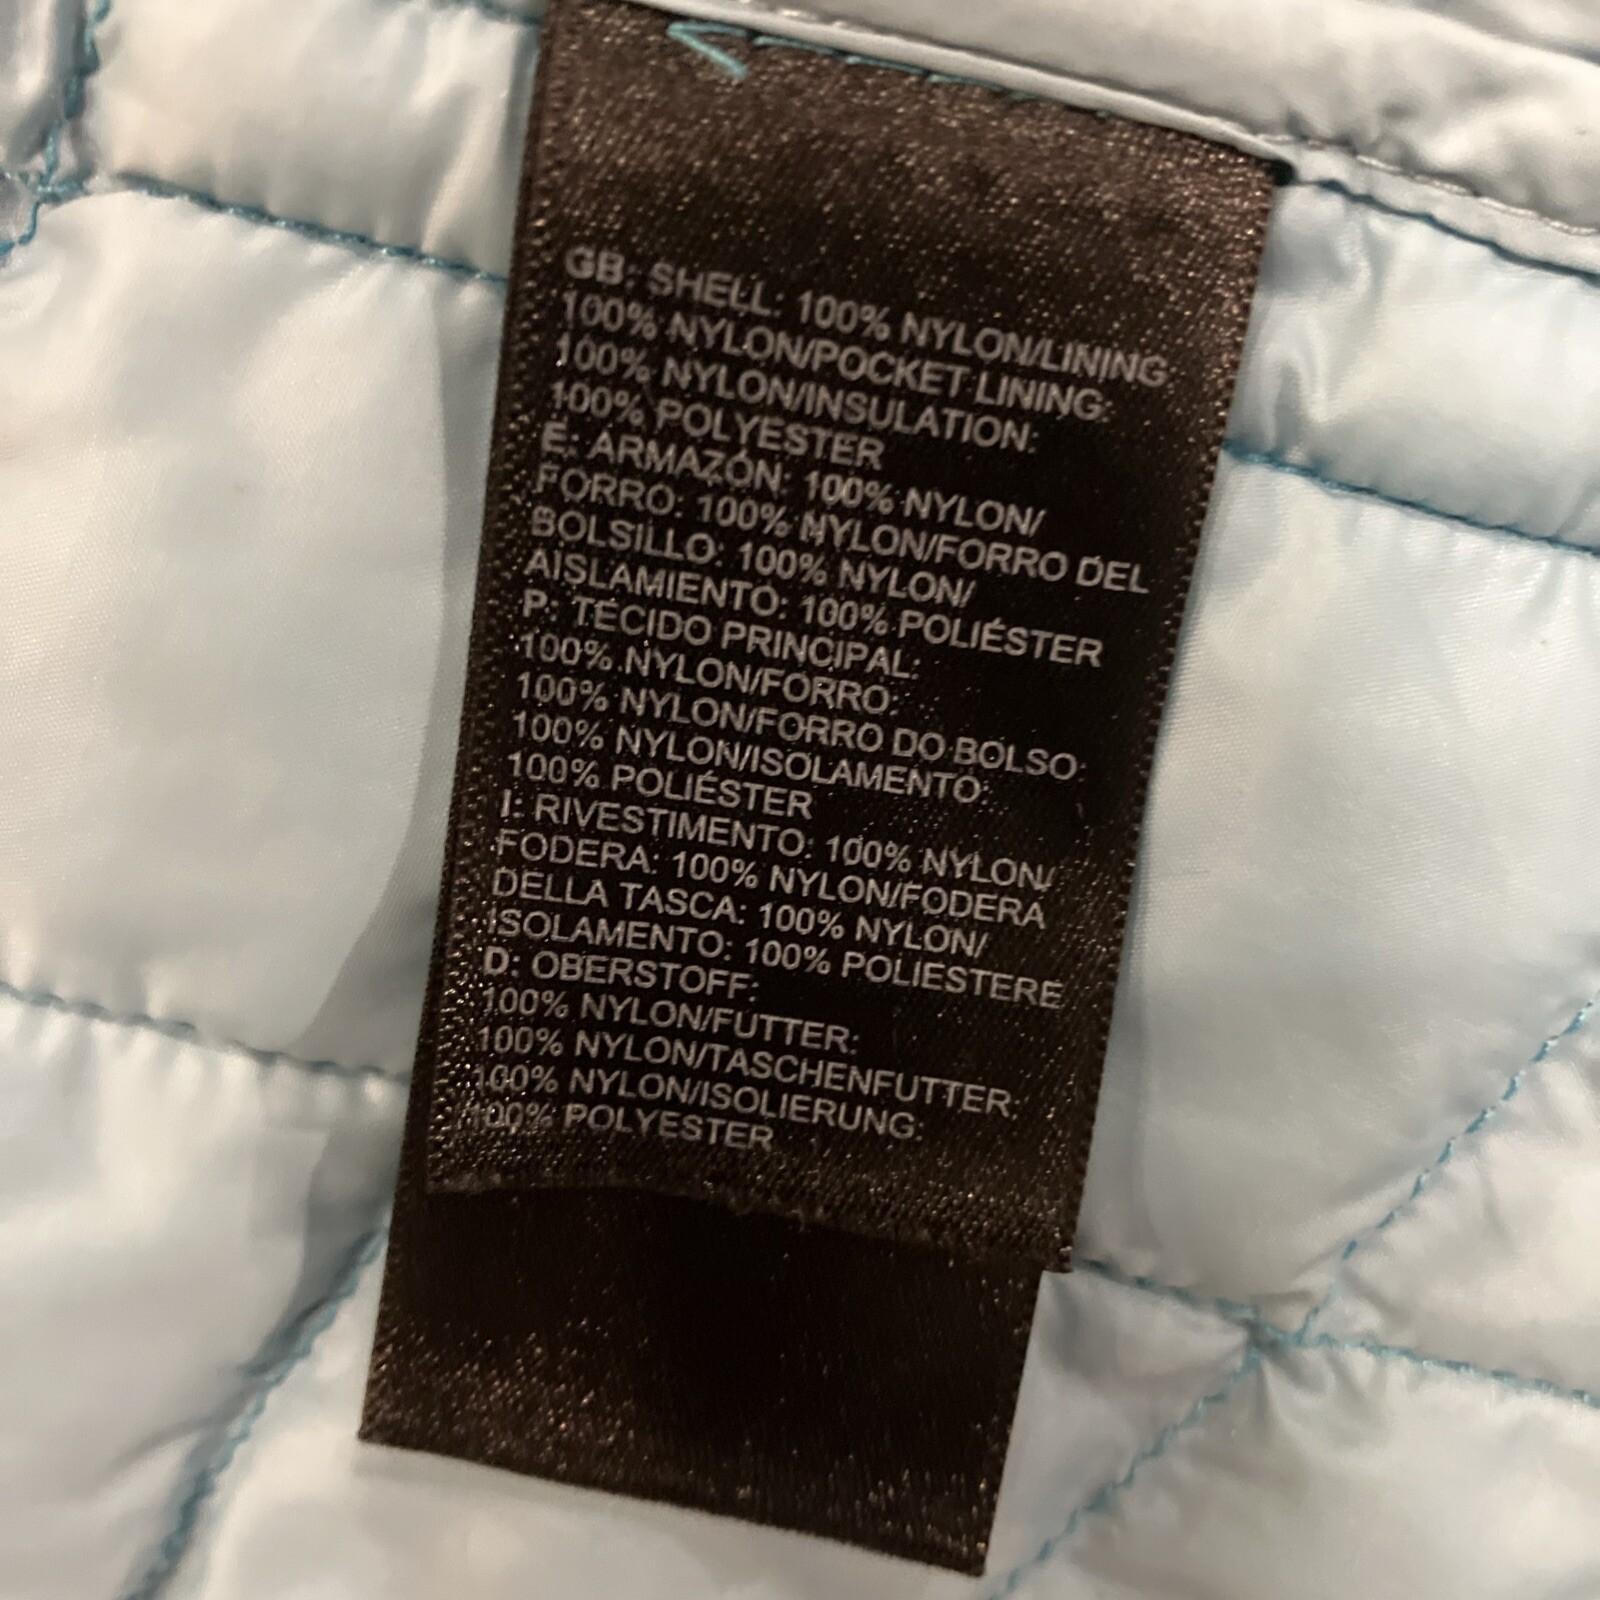 GB: SHELL: 100% NYLON/LINING:
100% NYLON/POCKET LINING:
100% NYLON/INSULATION:
100% POLYESTER
E: ARMAZÓN: 100% NYLON/
FORRO: 100% NYLON/FORRO DEL
BOLSILLO: 100% NYLON/
AISLAMIENTO: 100% POLIÉSTER
P: TECIDO PRINCIPAL:
100% NYLON/FORRO:
100% NYLON/FORRO DO BOLSO:
100% NYLON/ISOLAMENTO:
100% POLIÉSTER
I: RIVESTIMENTO: 100% NYLON/
FODERA: 100% NYLON/FODERA
DELLA TASCA: 100% NYLON/
ISOLAMENTO: 100% POLIESTERE
D: OBERSTOFF:
100% NYLON/FUTTER:
100% NYLON/TASCHENFUTTER:
100% NYLON/ISOLIERUNG:
100% POLYESTER